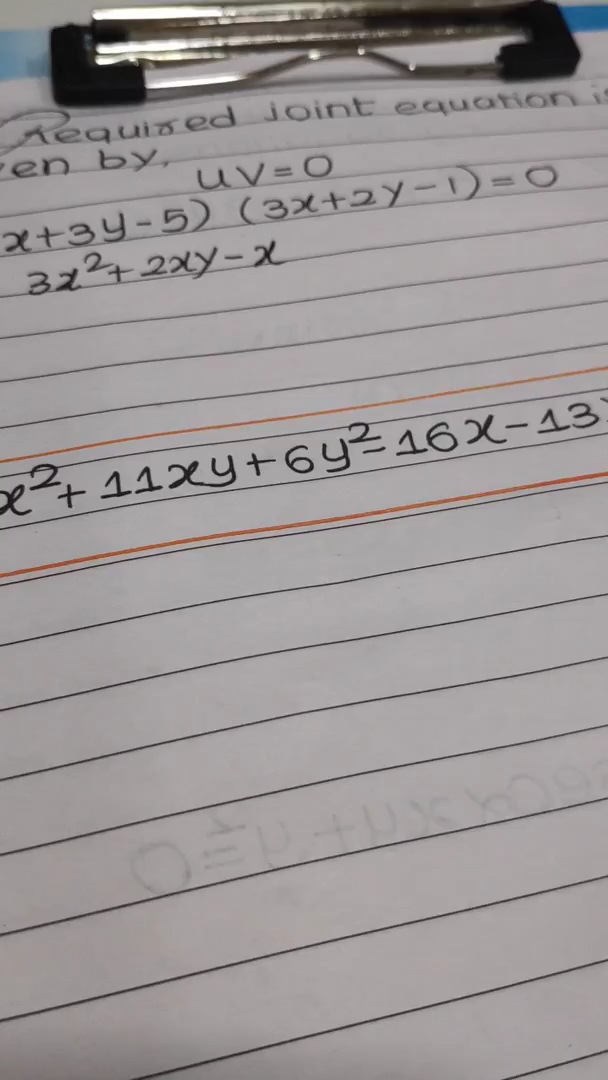 Required joint equation i
en by,
uv=0
x+3y-5) (3x+2y-1)=0
3x²+2xy-x
x²+11xy+6y²-16x-13